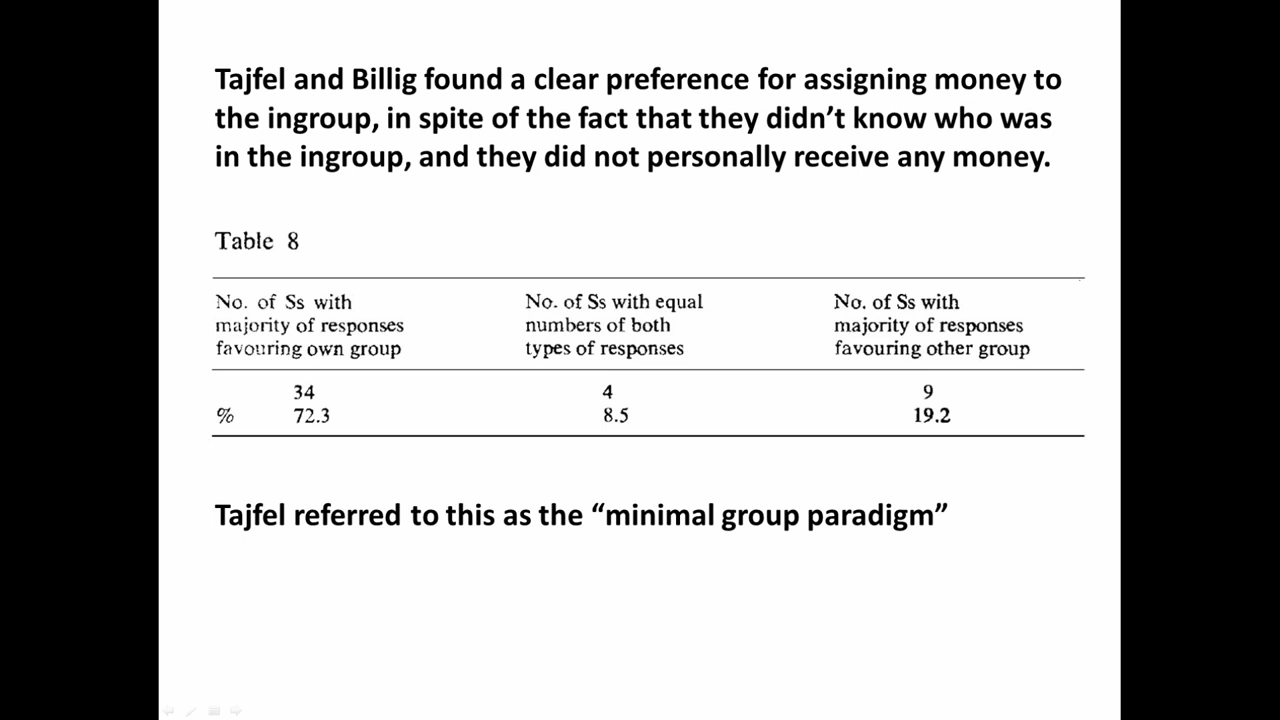 Tajfel and Billig found a clear preference for assigning money to
the ingroup, in spite of the fact that they didn’t know who was
in the ingroup, and they did not personally receive any money.
Table 8
No. of Ss with No. of Ss with equal No. of Ss with
majority of responses numbers of both majority of responses
favouring own group types of responses favouring other group
34 4 9
% 72.3 8.5 19.2
Tajfel referred to this as the “minimal group paradigm”